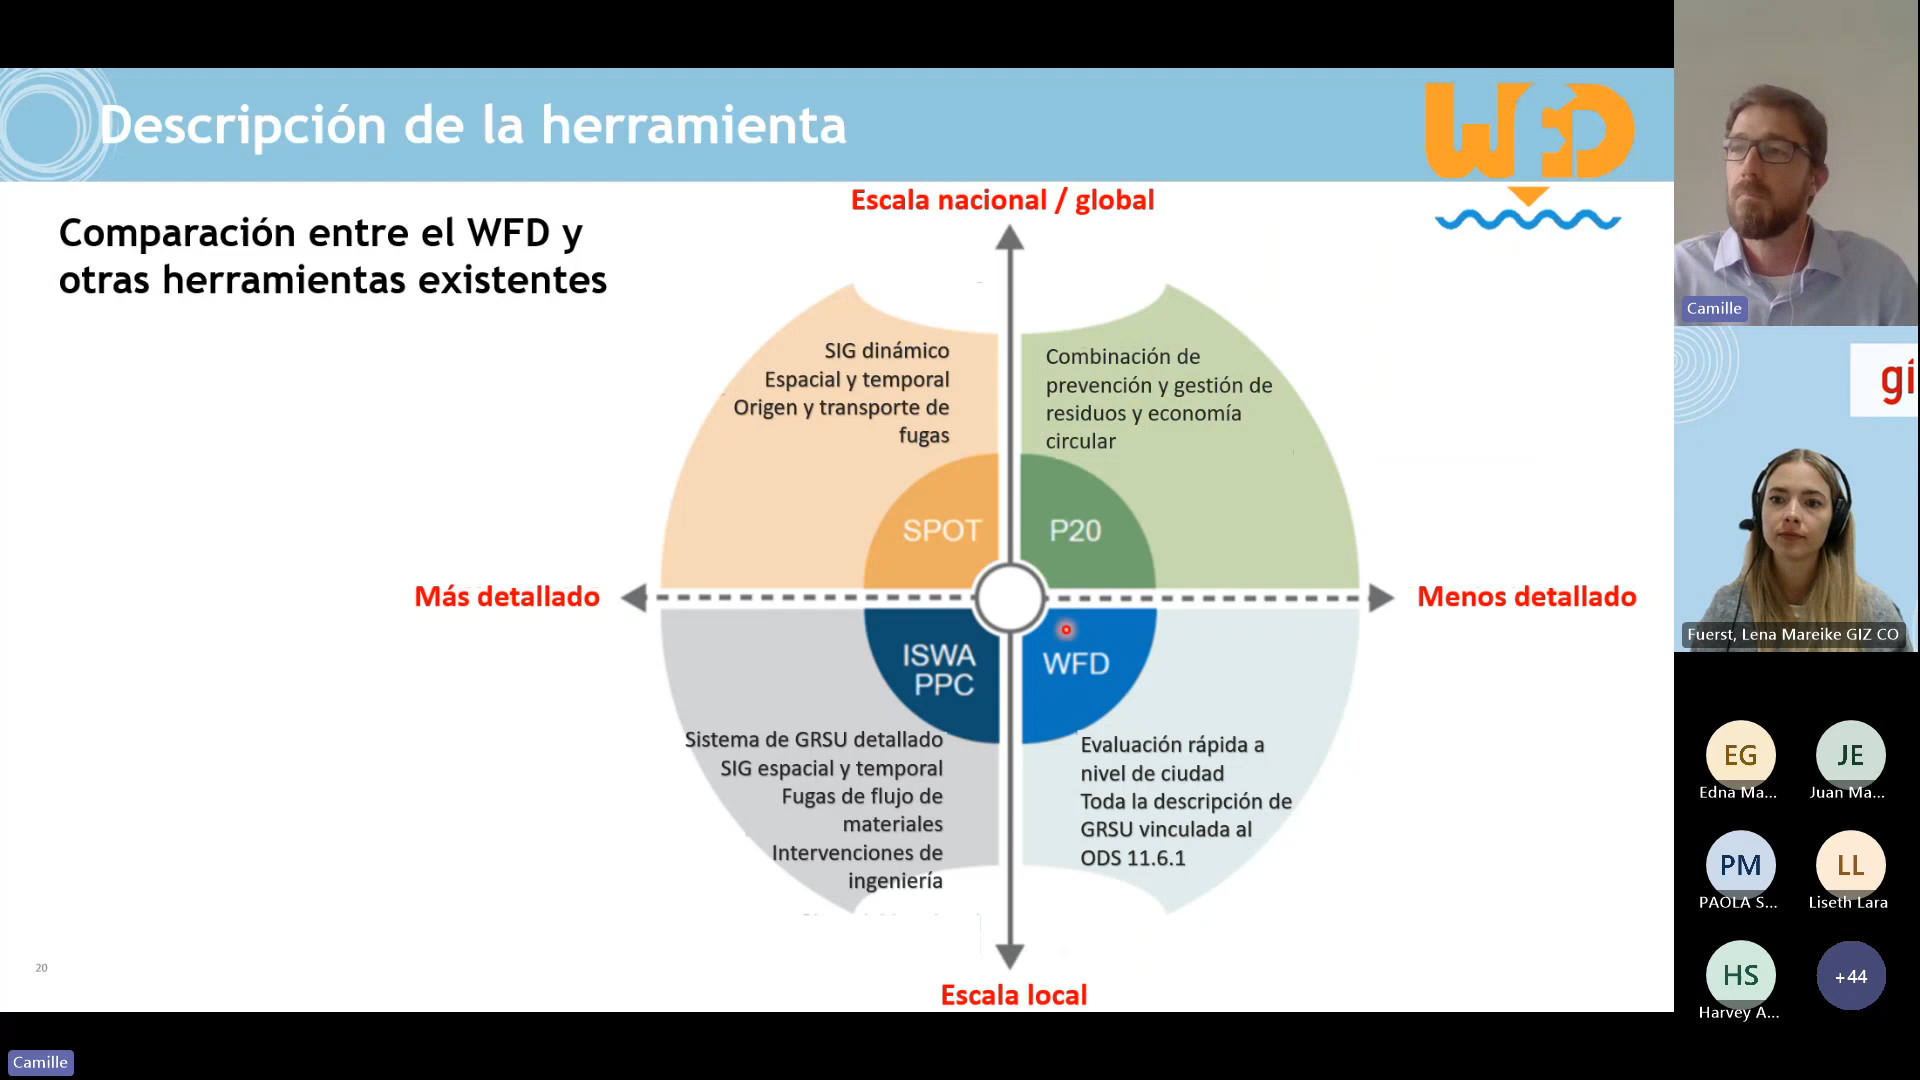 Descripción de la herramienta
WFD
Comparación entre el WFD y
otras herramientas existentes
Escala nacional / global
SIG dinámico
Espacial y temporal
Origen y transporte de
fugas
Combinación de
prevención y gestión de
residuos y economía
circular
SPOT
P20
Más detallado
Menos detallado
ISWA
PPC
WFD
Sistema de GRSU detallado
SIG espacial y temporal
Fugas de flujo de
materiales
Intervenciones de
ingeniería
Evaluación rápida a
nivel de ciudad
Toda la descripción de
GRSU vinculada al
ODS 11.6.1
Escala local
20
Camille
Camille
gi
Fuerst, Lena Mareike GIZ CO
EG
Edna Ma...
JE
Juan Ma...
PM
PAOLA S...
LL
Liseth Lara
HS
Harvey A...
+44